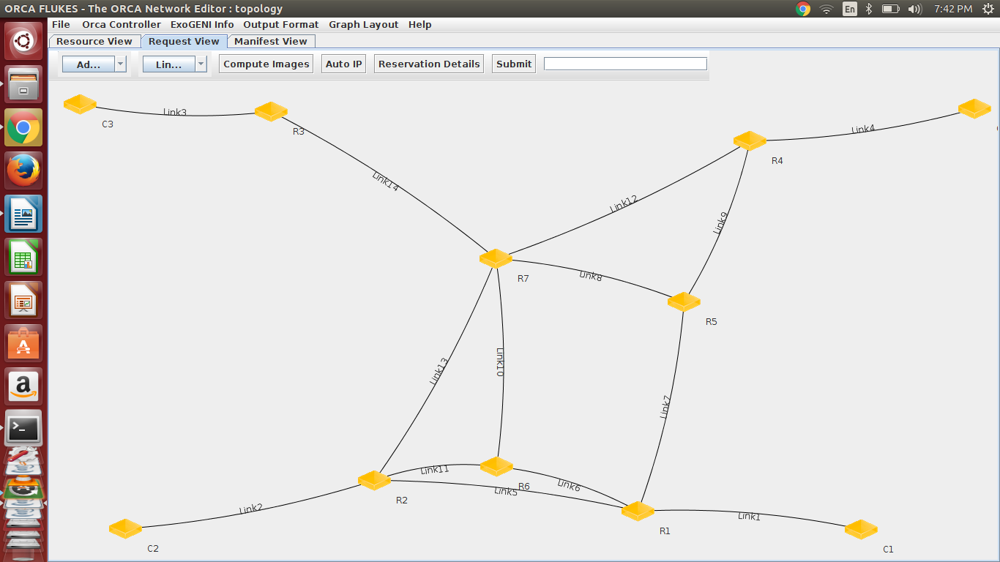 ORCA FLUKES - The ORCA Network Editor : topology En 7:42 PM
File Orca Controller ExoGENI Info Output Format Graph Layout Help
Resource View Request View Manifest View
Ad... Lin... Compute Images Auto IP Reservation Details Submit
C3 Link3 R3
Link4
R4
Link14
Link12
Link9
R7
Link8
R5
Link10
Link13
Link7
Link11
R6
Link6
Link5
R2
Link2
Link1
R1
C2
C1